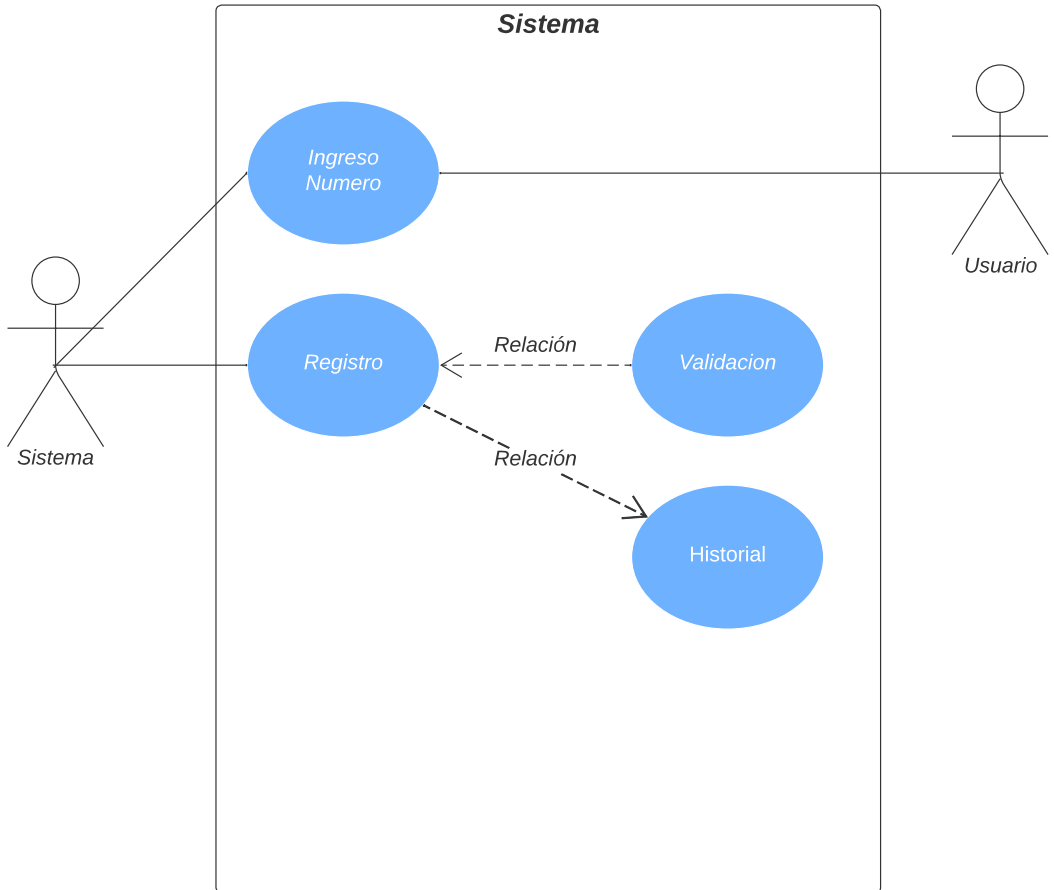 Sistema
Ingreso
Numero
Usuario
Relación
Registro
Validacion
Sistema
Relación
Historial